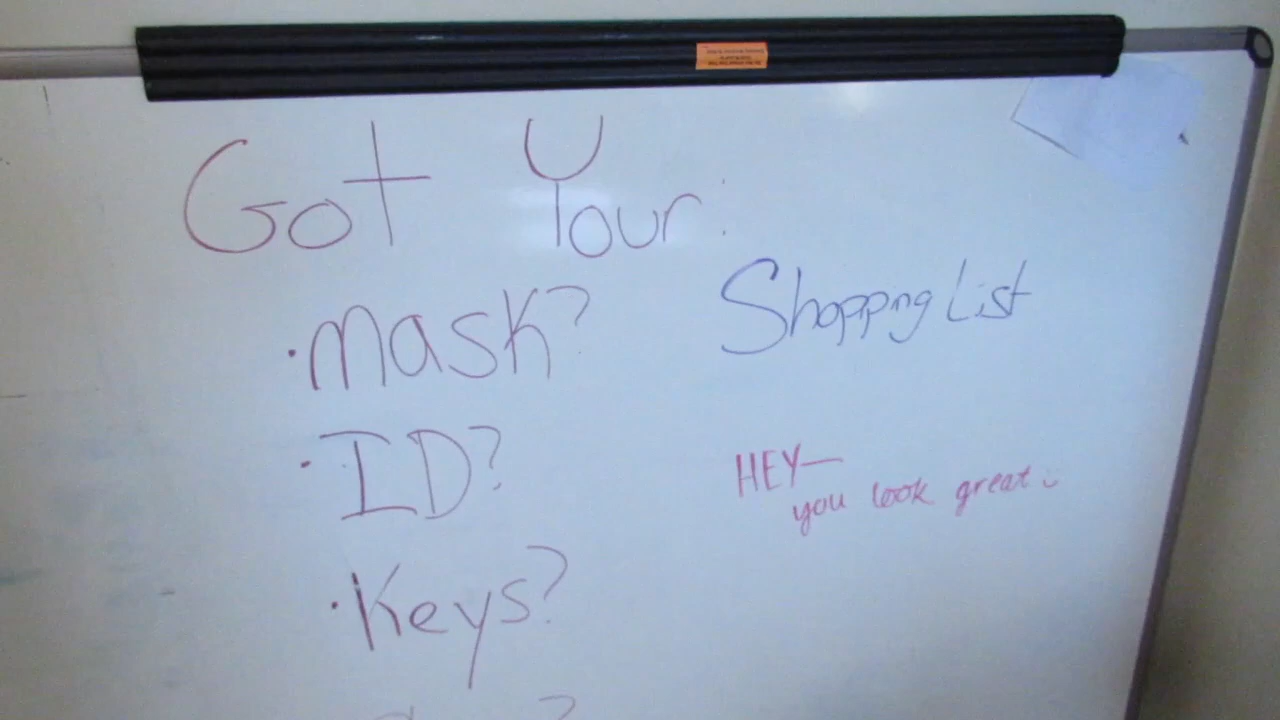 Got Your:
· Mask?
· ID?
· Keys?
Shopping List
HEY—
you look great :)